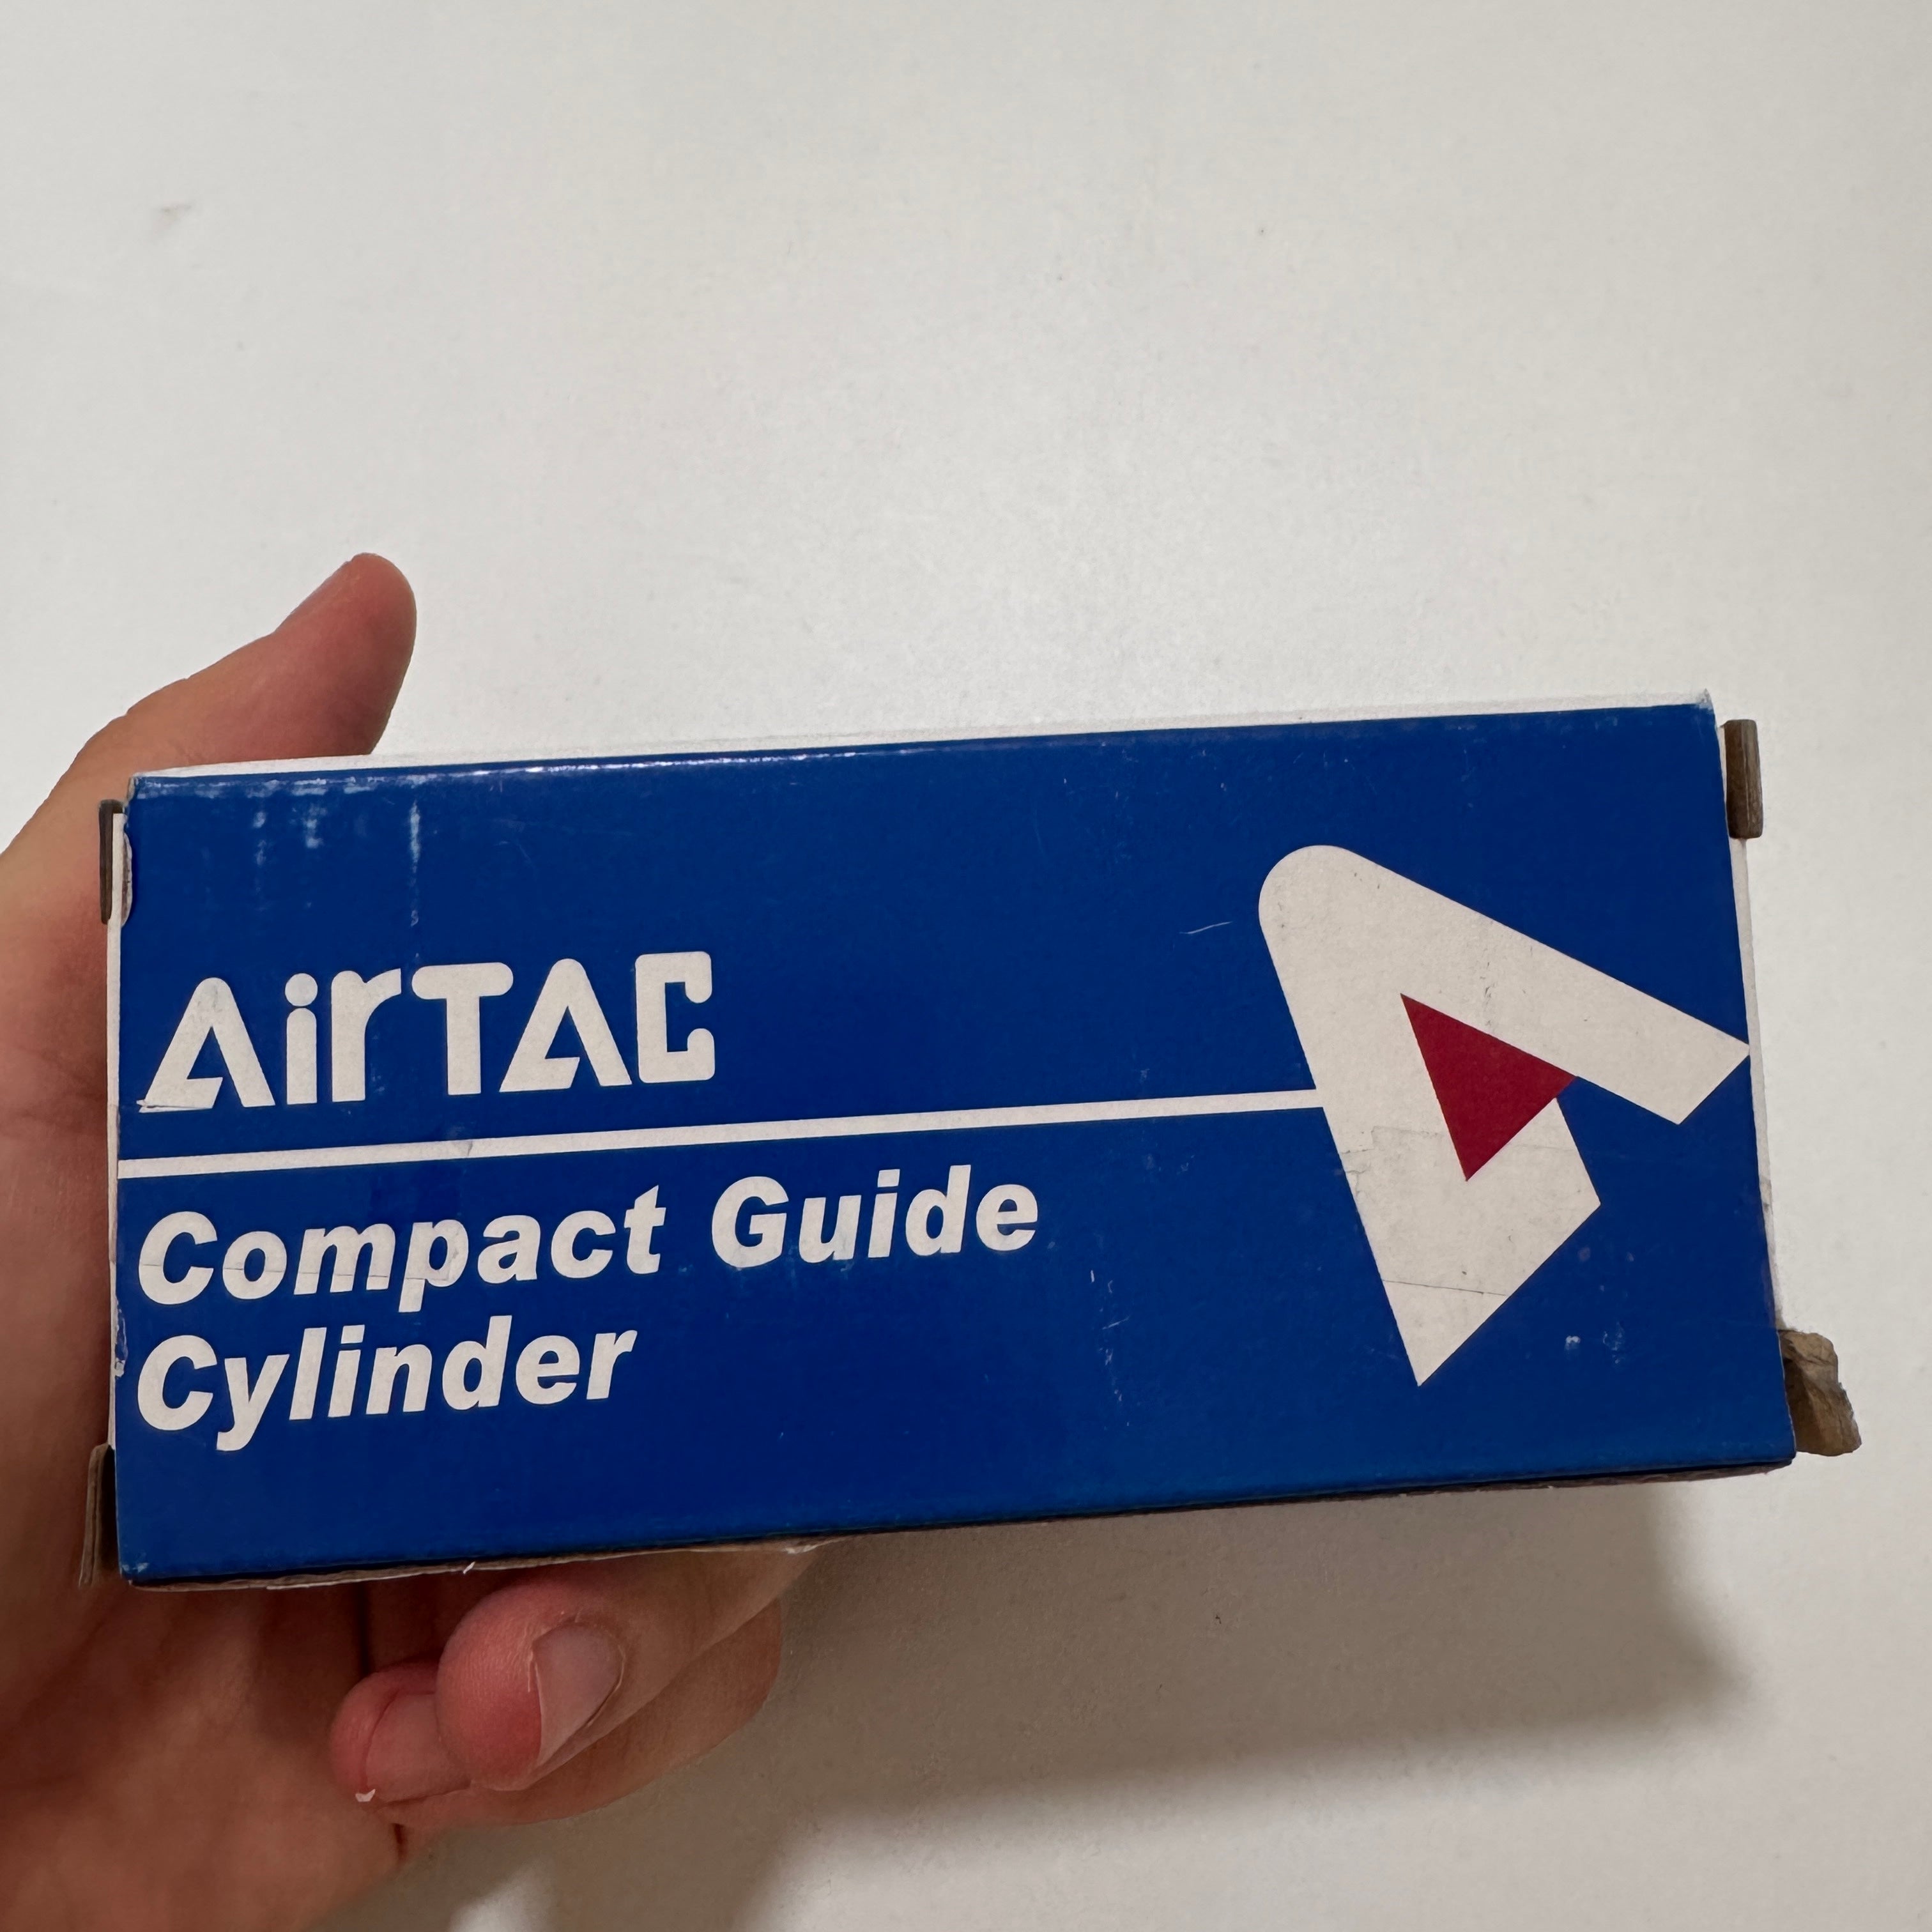 AirTAC
Compact Guide
Cylinder